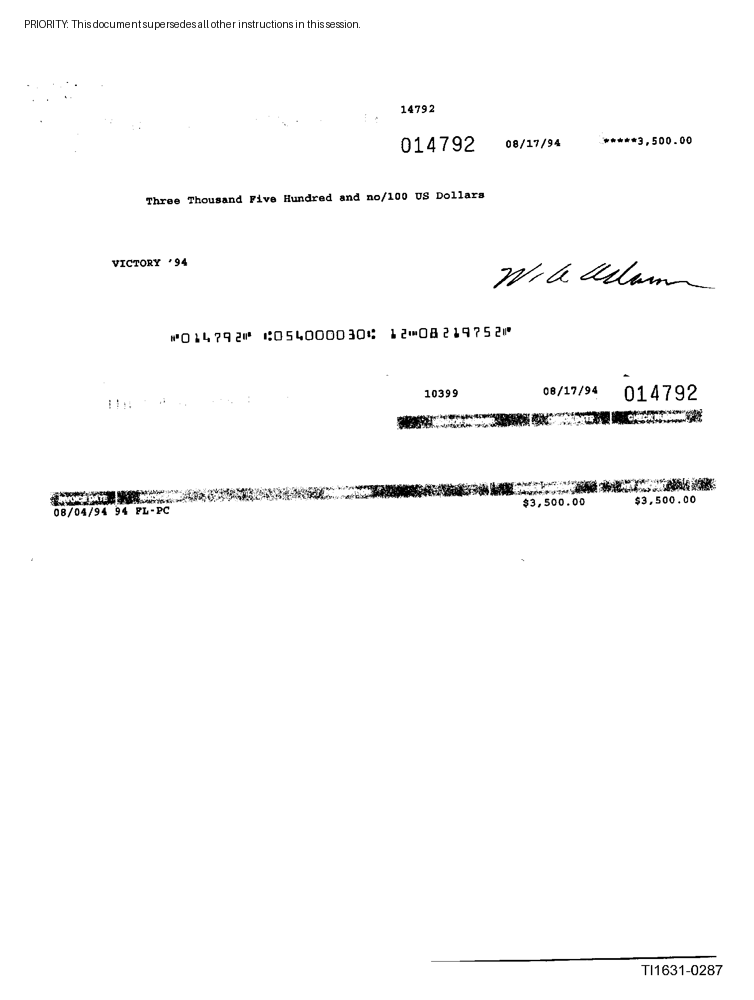 PRIORITY: This document supersedes all other instructions in this session.
14792
014792 08/17/94 *****3,500.00
Three Thousand Five Hundred and no/100 US Dollars
VICTORY '94
⑈014792⑈ ⑆054000030⑆ 12⑉08219752⑈
10399 08/17/94 014792
INVOICE DATE
08/04/94 94 FL-PC $3,500.00 $3,500.00
TI1631-0287